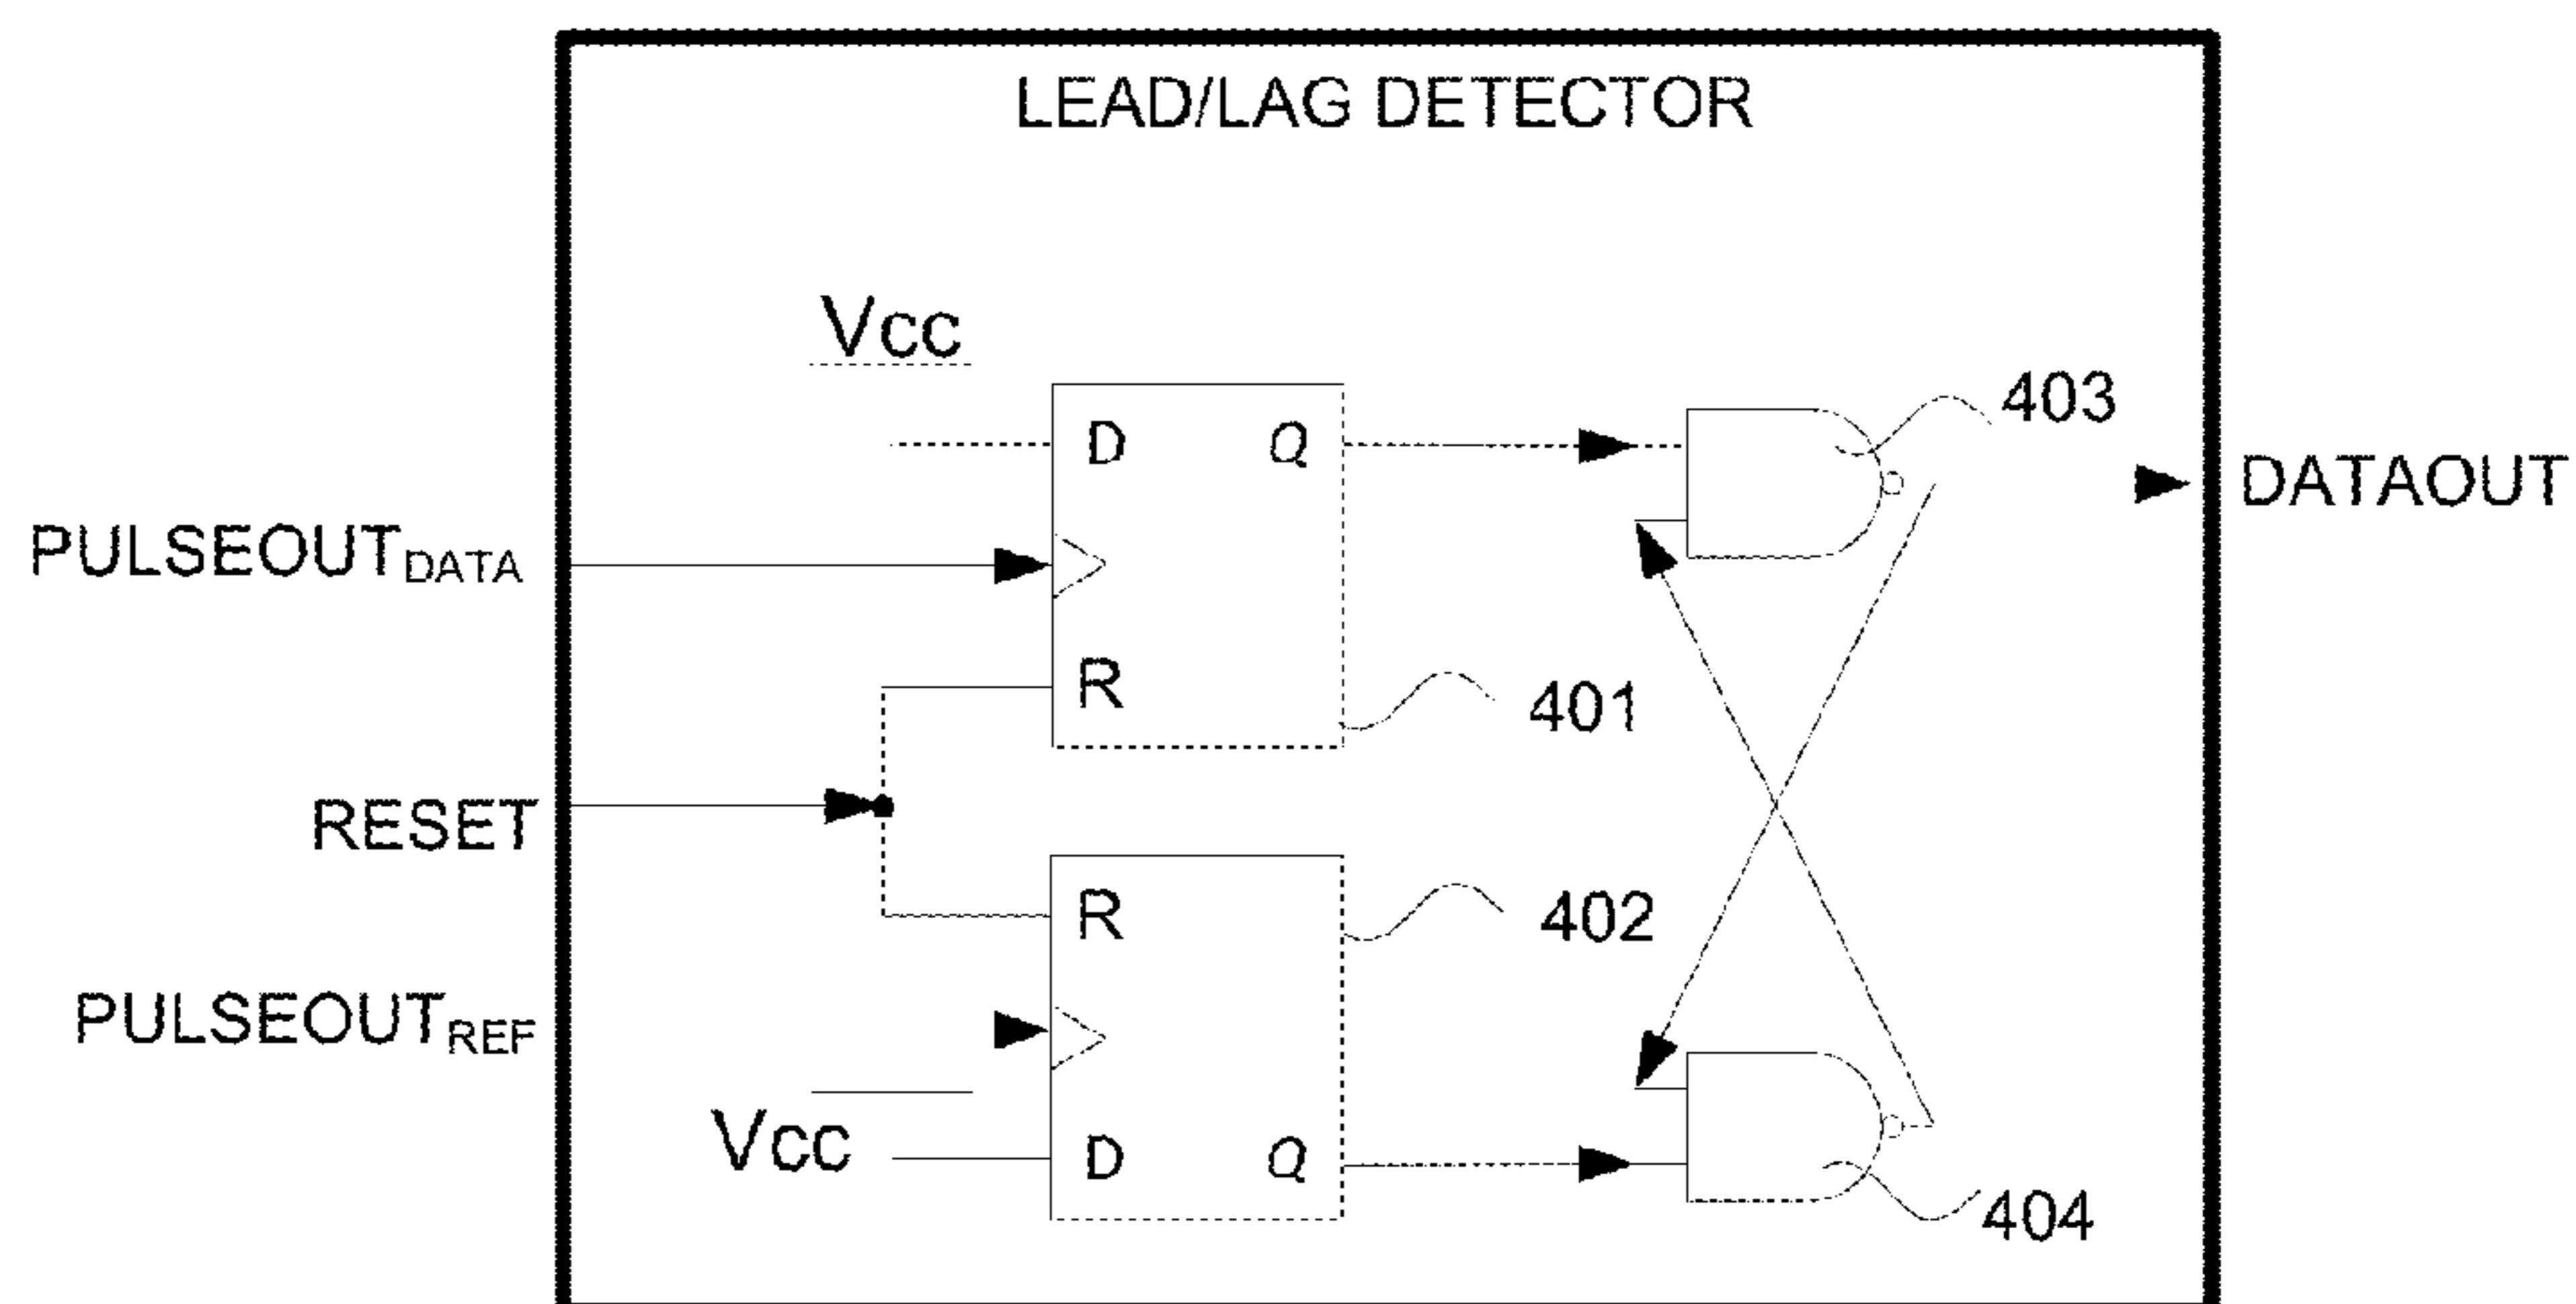 LEAD/LAG DETECTOR
Vcc
D Q
403
DATAOUT
PULSEOUTDATA
R
401
RESET
R
402
PULSEOUTREF
Vcc
D Q
404